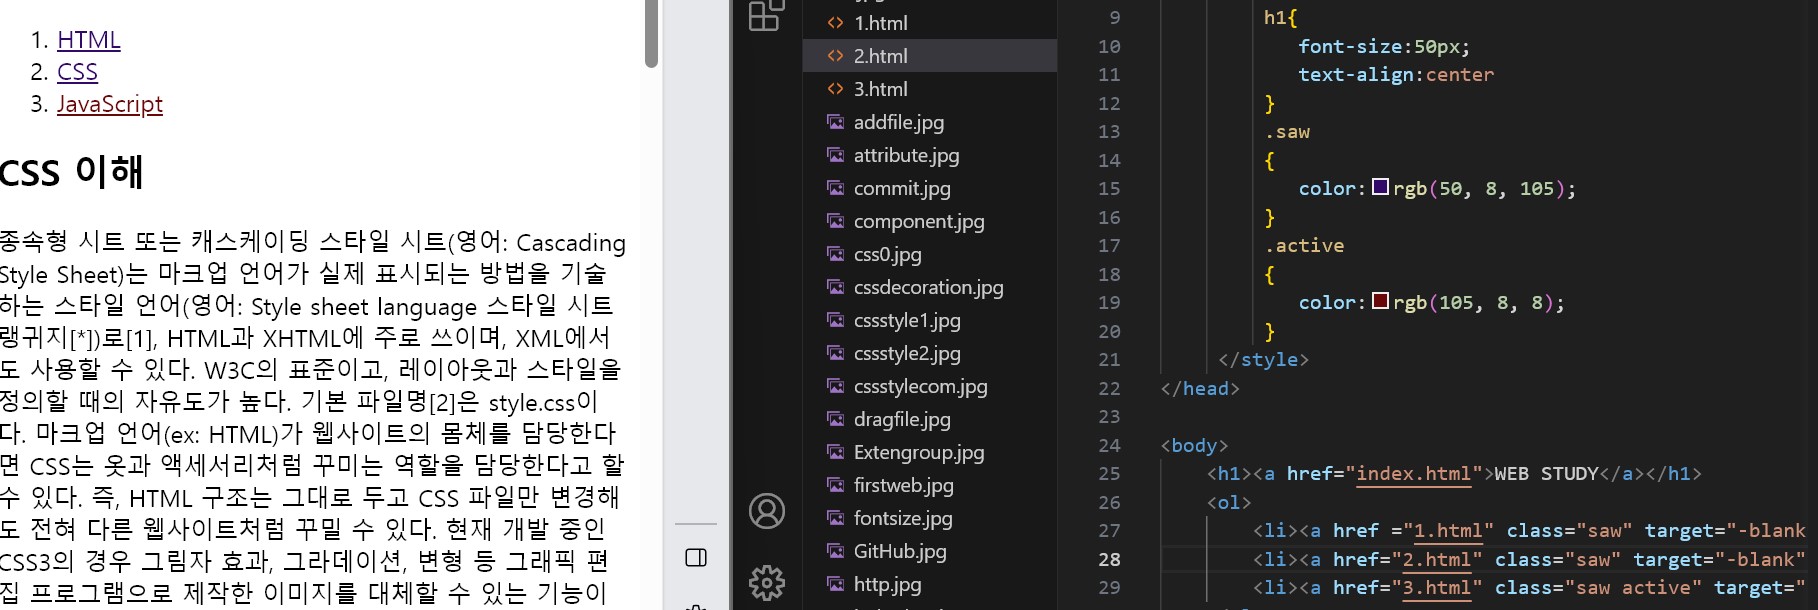 1. HTML
2. CSS
3. JavaScript
CSS 이해
종속형 시트 또는 캐스케이딩 스타일 시트(영어: Cascading
Style Sheet)는 마크업 언어가 실제 표시되는 방법을 기술
하는 스타일 언어(영어: Style sheet language 스타일 시트
랭귀지[*])로[1], HTML과 XHTML에 주로 쓰이며, XML에서
도 사용할 수 있다. W3C의 표준이고, 레이아웃과 스타일을
정의할 때의 자유도가 높다. 기본 파일명[2]은 style.css이
다. 마크업 언어(ex: HTML)가 웹사이트의 몸체를 담당한다
면 CSS는 옷과 액세서리처럼 꾸미는 역할을 담당한다고 할
수 있다. 즉, HTML 구조는 그대로 두고 CSS 파일만 변경해
도 전혀 다른 웹사이트처럼 꾸밀 수 있다. 현재 개발 중인
CSS3의 경우 그림자 효과, 그라데이션, 변형 등 그래픽 편
집 프로그램으로 제작한 이미지를 대체할 수 있는 기능이
1.html
2.html
3.html
addfile.jpg
attribute.jpg
commit.jpg
component.jpg
css0.jpg
cssdecoration.jpg
cssstyle1.jpg
cssstyle2.jpg
cssstylecom.jpg
dragfile.jpg
Extengroup.jpg
firstweb.jpg
fontsize.jpg
GitHub.jpg
http.jpg
9 h1{
10 font-size:50px;
11 text-align:center
12 }
13 .saw
14 {
15 color:rgb(50, 8, 105);
16 }
17 .active
18 {
19 color:rgb(105, 8, 8);
20 }
21 </style>
22 </head>
23
24 <body>
25 <h1><a href="index.html">WEB STUDY</a></h1>
26 <ol>
27 <li><a href ="1.html" class="saw" target="-blank
28 <li><a href="2.html" class="saw" target="-blank"
29 <li><a href="3.html" class="saw active" target="